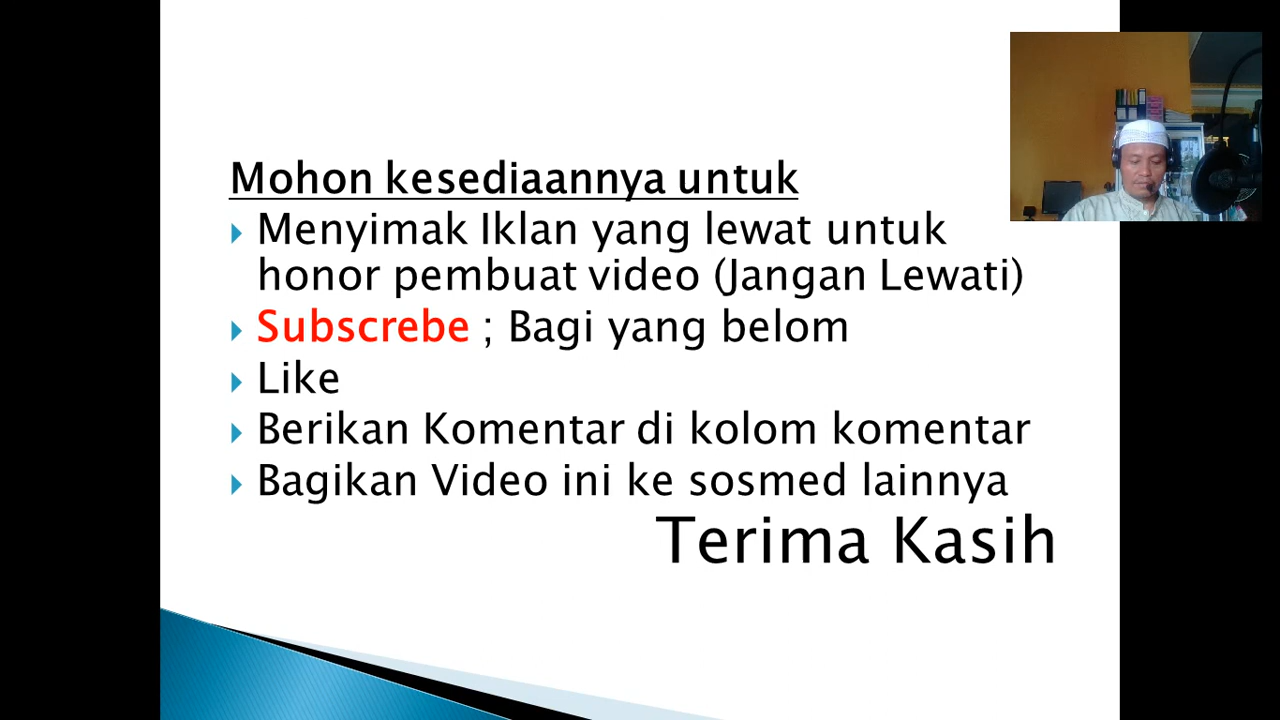 Mohon kesediaannya untuk
Menyimak Iklan yang lewat untuk
honor pembuat video (Jangan Lewati)
Subscrebe ; Bagi yang belom
Like
Berikan Komentar di kolom komentar
Bagikan Video ini ke sosmed lainnya
Terima Kasih